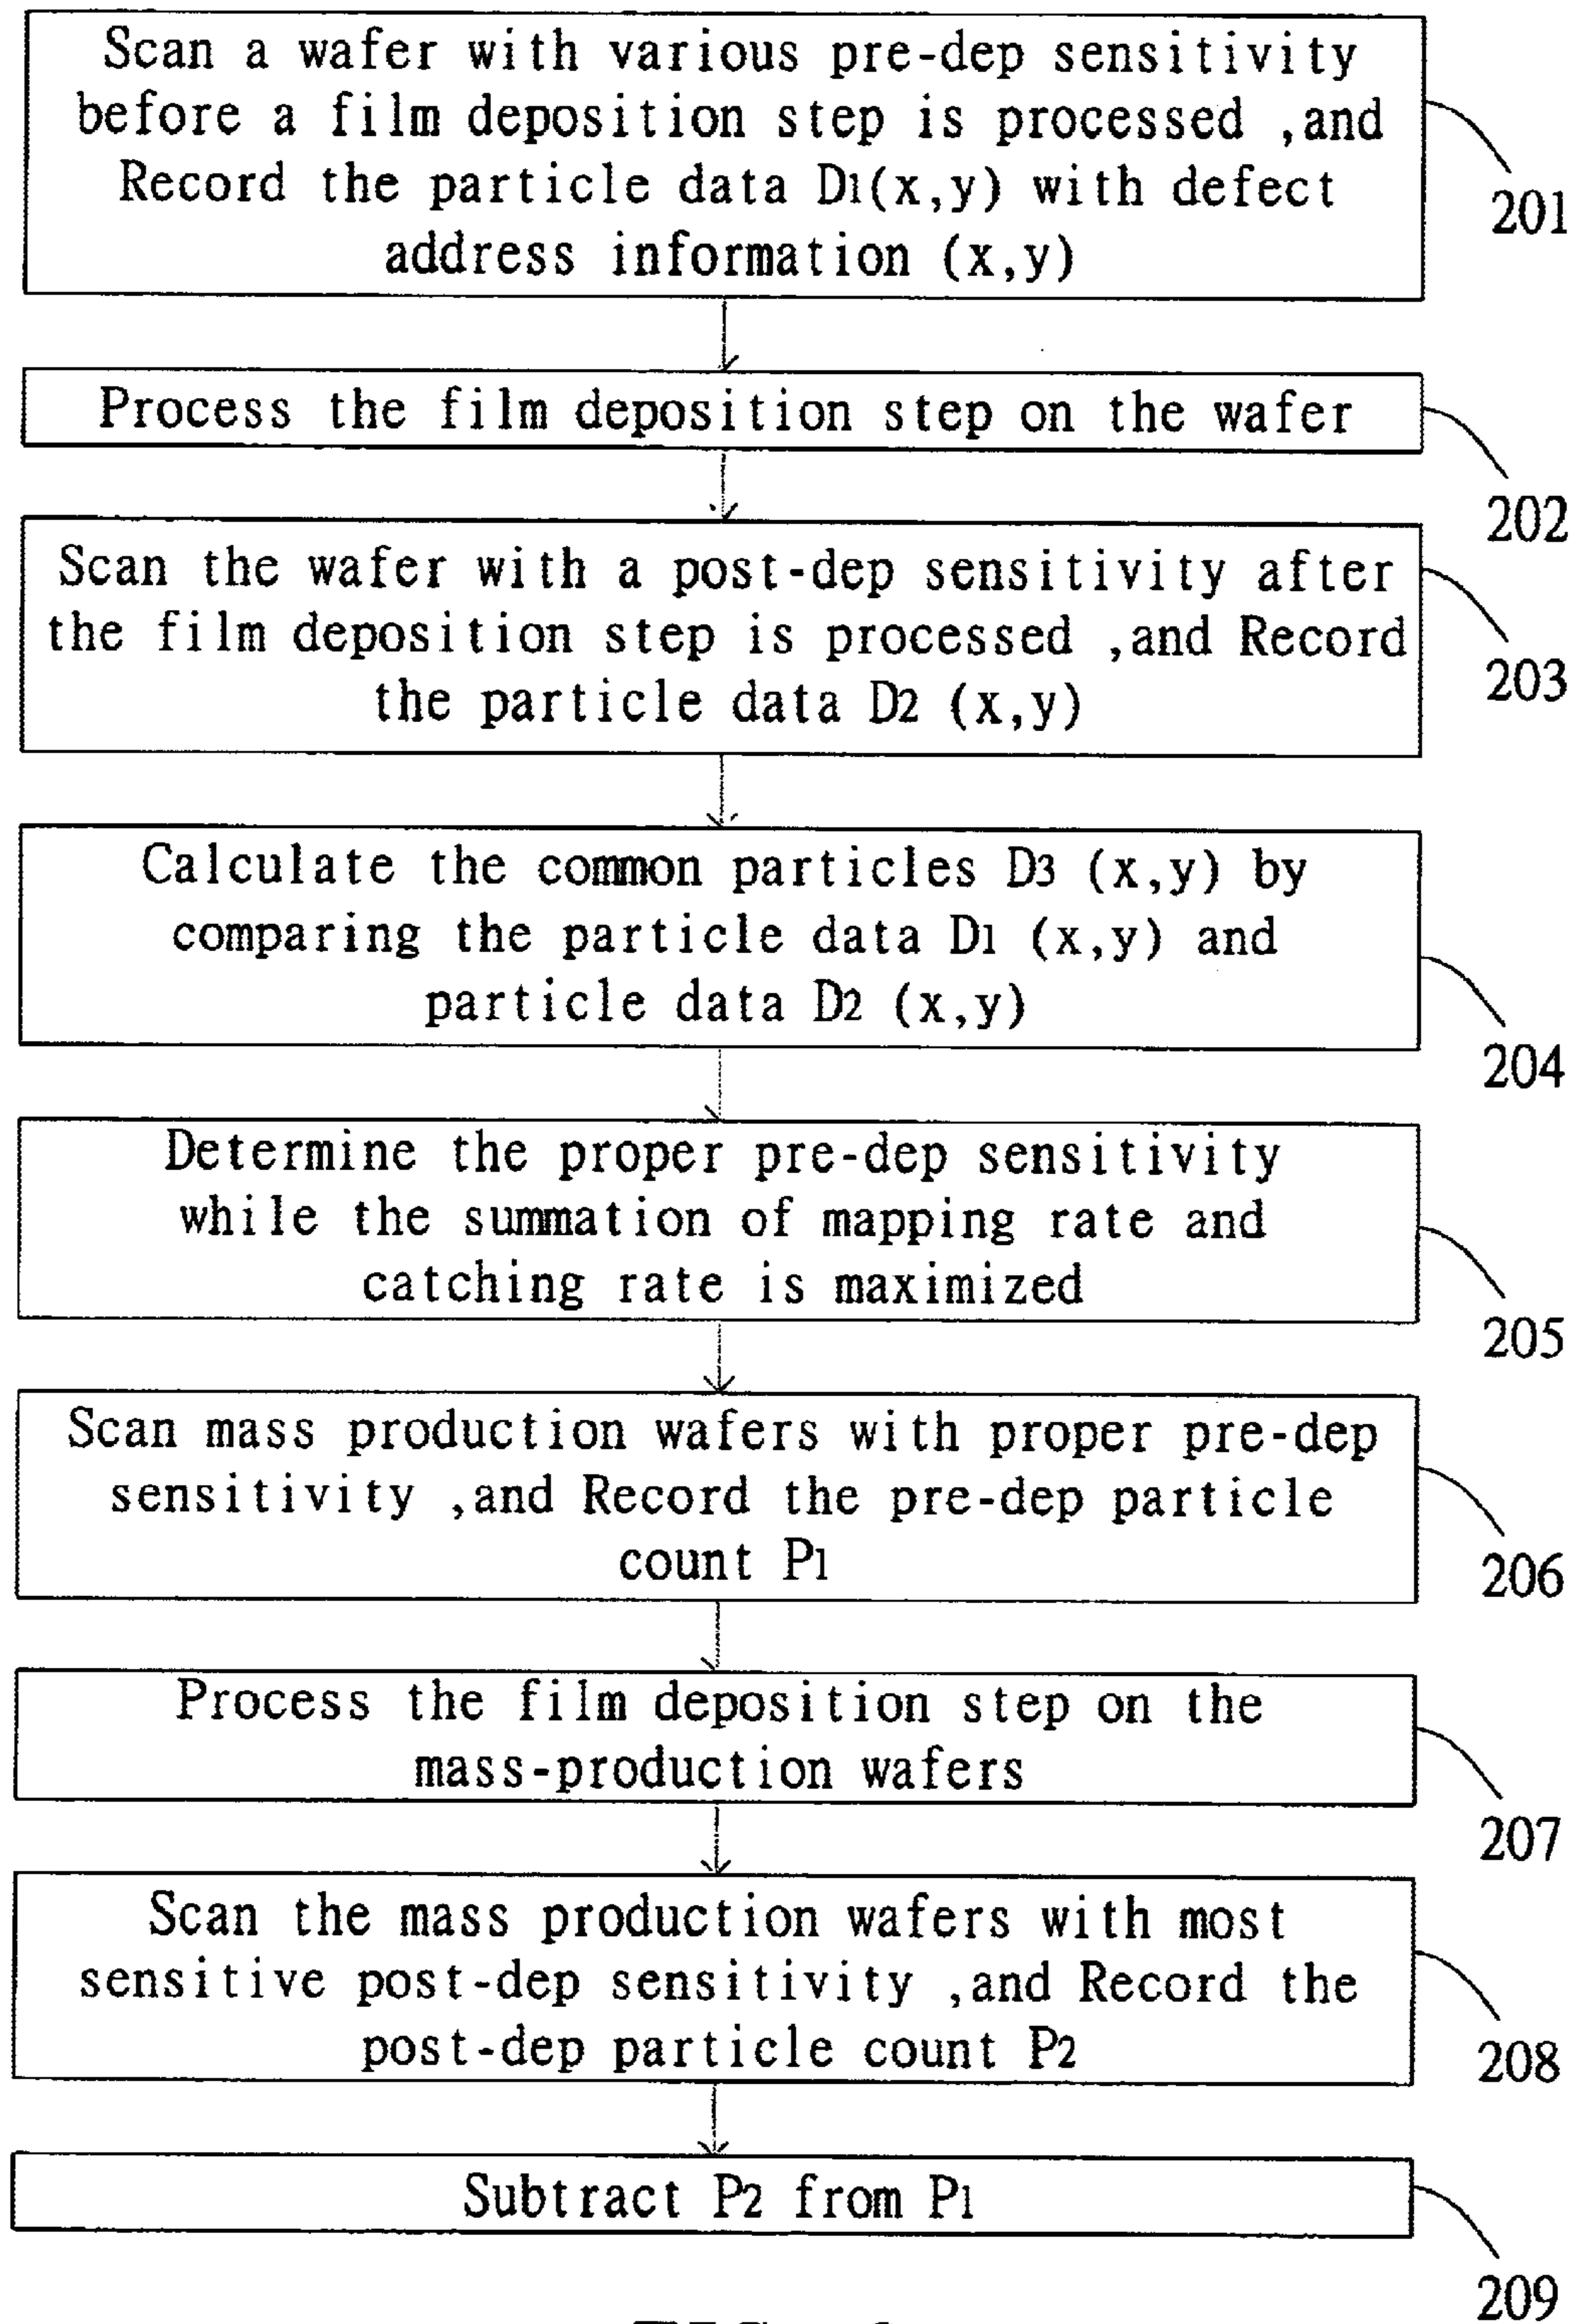 Scan a wafer with various pre-dep sensitivity
before a film deposition step is processed ,and
Record the particle data D1(x,y) with defect
address information (x,y)
201
Process the film deposition step on the wafer
202
Scan the wafer with a post-dep sensitivity after
the film deposition step is processed ,and Record
the particle data D2 (x,y)
203
Calculate the common particles D3 (x,y) by
comparing the particle data D1 (x,y) and
particle data D2 (x,y)
204
Determine the proper pre-dep sensitivity
while the summation of mapping rate and
catching rate is maximized
205
Scan mass production wafers with proper pre-dep
sensitivity ,and Record the pre-dep particle
count P1
206
Process the film deposition step on the
mass-production wafers
207
Scan the mass production wafers with most
sensitive post-dep sensitivity ,and Record the
post-dep particle count P2
208
Subtract P2 from P1
209